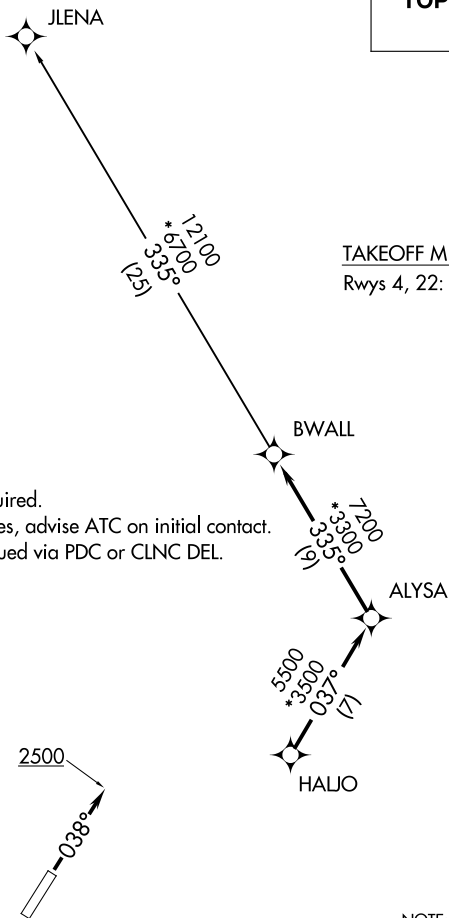 JLENA
TOP
12100
*6700
335°
(25)
TAKEOFF M
Rwys 4, 22:
BWALL
uired.
es, advise ATC on initial contact.
ued via PDC or CLNC DEL.
7200
*3300
335°
(9)
ALYSA
5500
*3500
037°
(7)
HALJO
2500
038°
NOTE